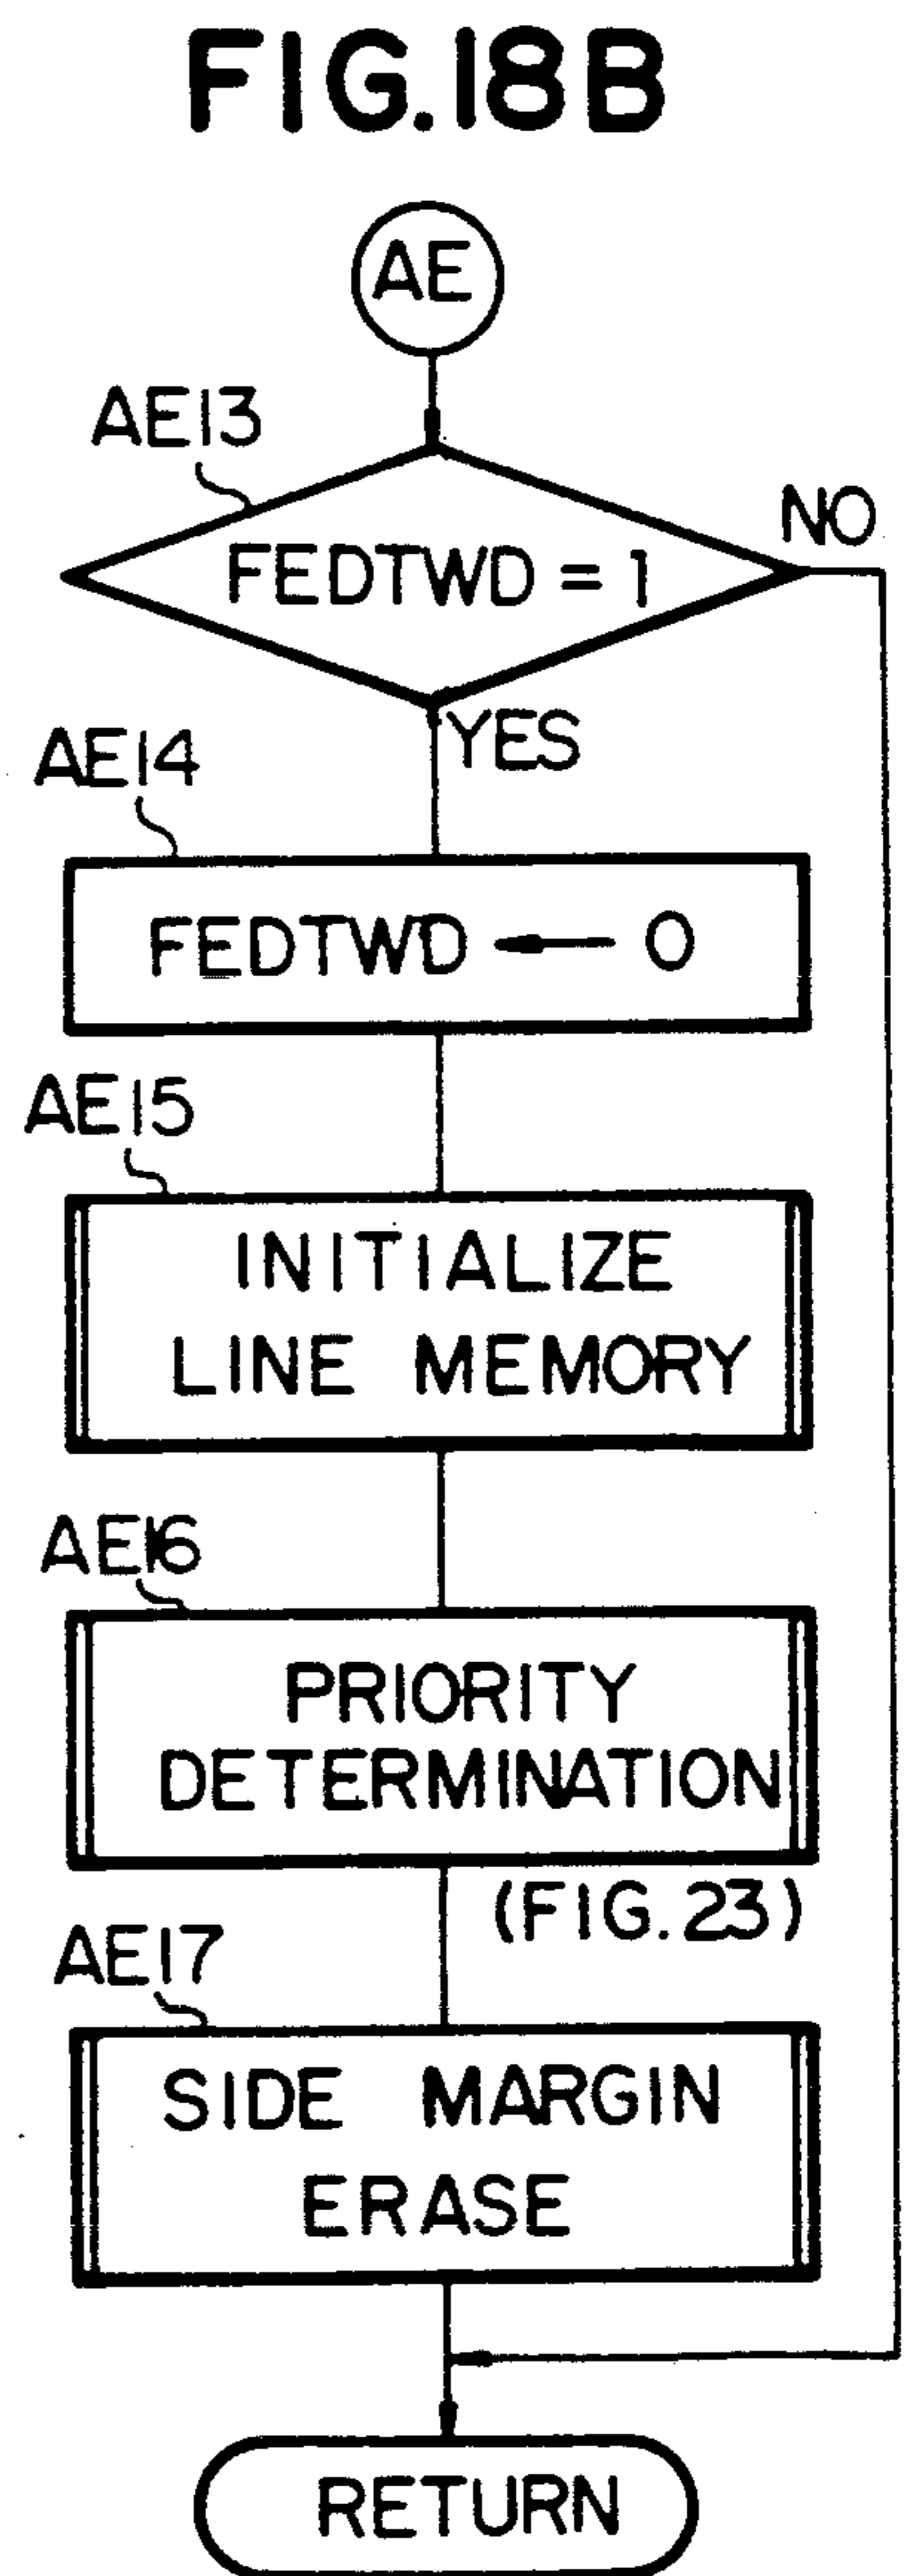 FIG.18B
AE
AE13
FEDTWD = 1
NO
YES
AE14
FEDTWD ← 0
AE15
INITIALIZE
LINE MEMORY
AE16
PRIORITY
DETERMINATION
(FIG.23)
AE17
SIDE MARGIN
ERASE
RETURN